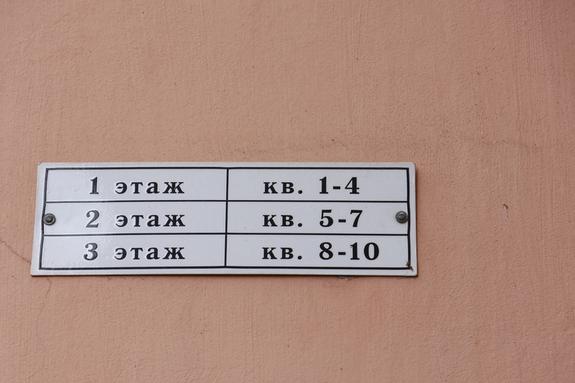 1 этаж кв. 1-4
2 этаж кв. 5-7
3 этаж кв. 8-10